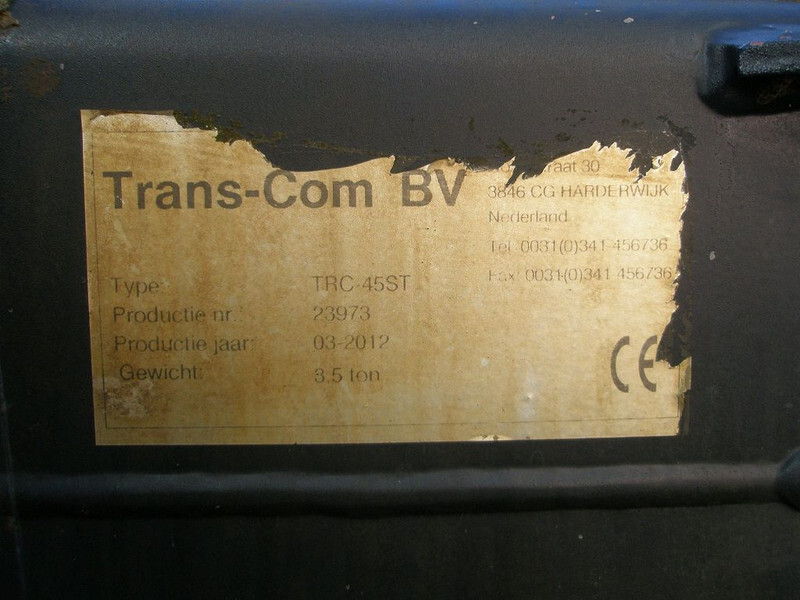 30
Trans-Com BV
3846 CG HARDERWIJK
Nederland
Tel: 0031(0)341-456736
Fax: 0031(0)341-456736
Type: TRC-45ST
Productie nr.: 23973
Productie jaar: 03-2012
Gewicht: 3.5 ton
CE